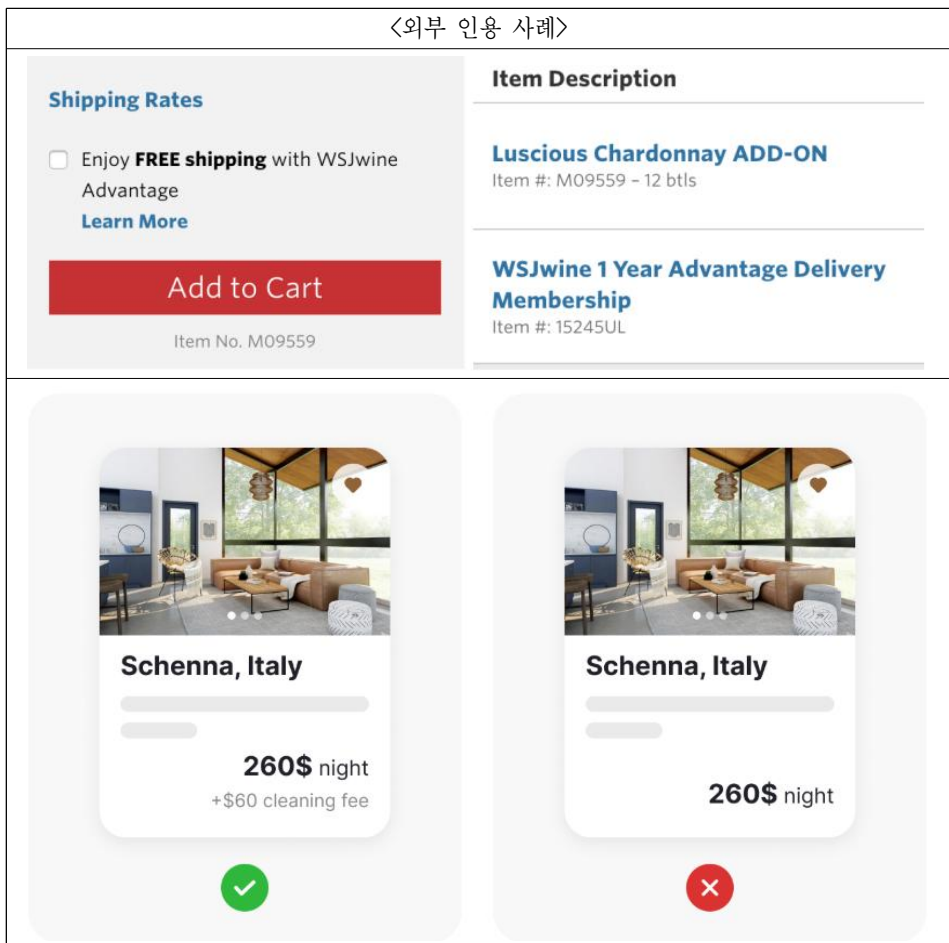 <외부 인용 사례>
Shipping Rates
Enjoy FREE shipping with WSJwine
Advantage
Learn More
Add to Cart
Item No. M09559
Item Description
Luscious Chardonnay ADD-ON
Item #: M09559 – 12 btls
WSJwine 1 Year Advantage Delivery
Membership
Item #: 15245UL
Schenna, Italy
260$ night
+$60 cleaning fee
Schenna, Italy
260$ night